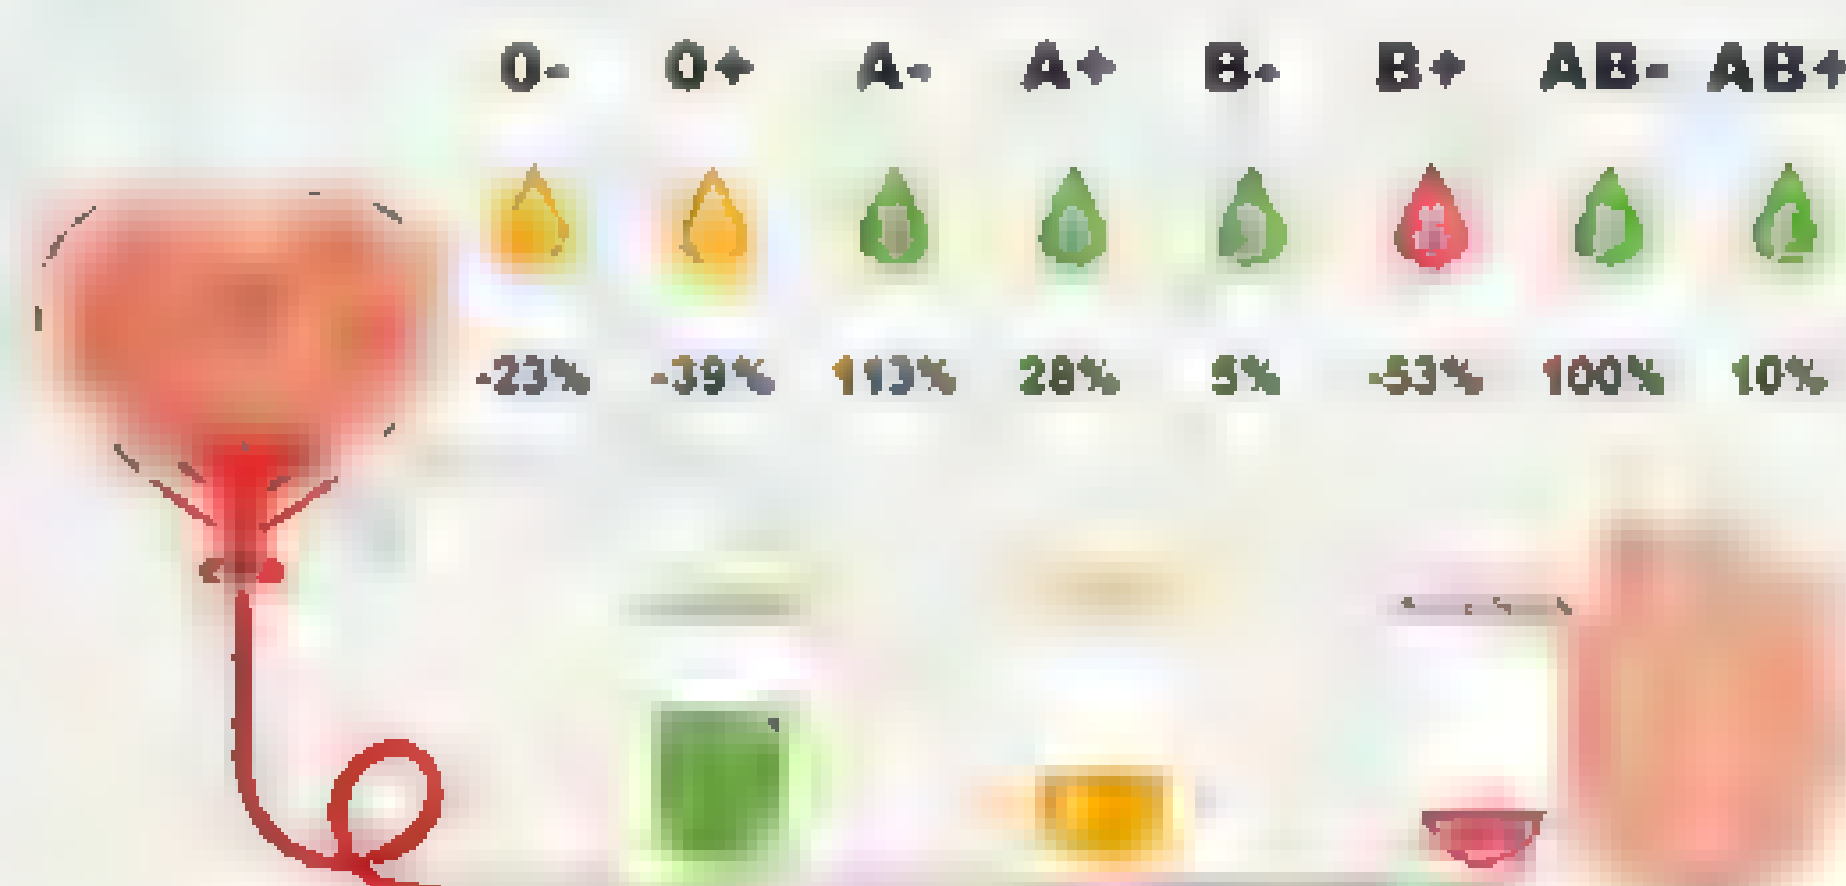 0- 0+ A- A+ B- B+ AB- AB+
-23% -39% 113% 28% 5% -53% 100% 10%